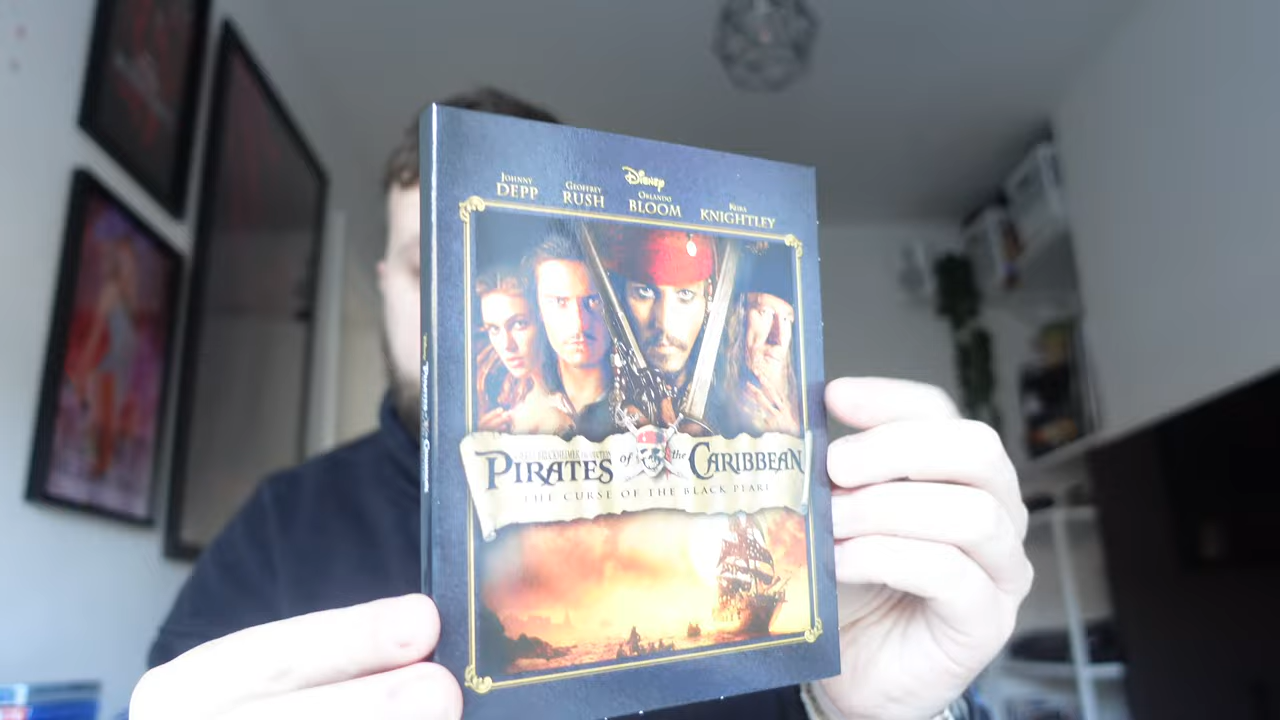 Disney
JOHNNY DEPP GEOFFREY RUSH ORLANDO BLOOM KEIRA KNIGHTLEY
PIRATES of the CARIBBEAN
THE CURSE OF THE BLACK PEARL